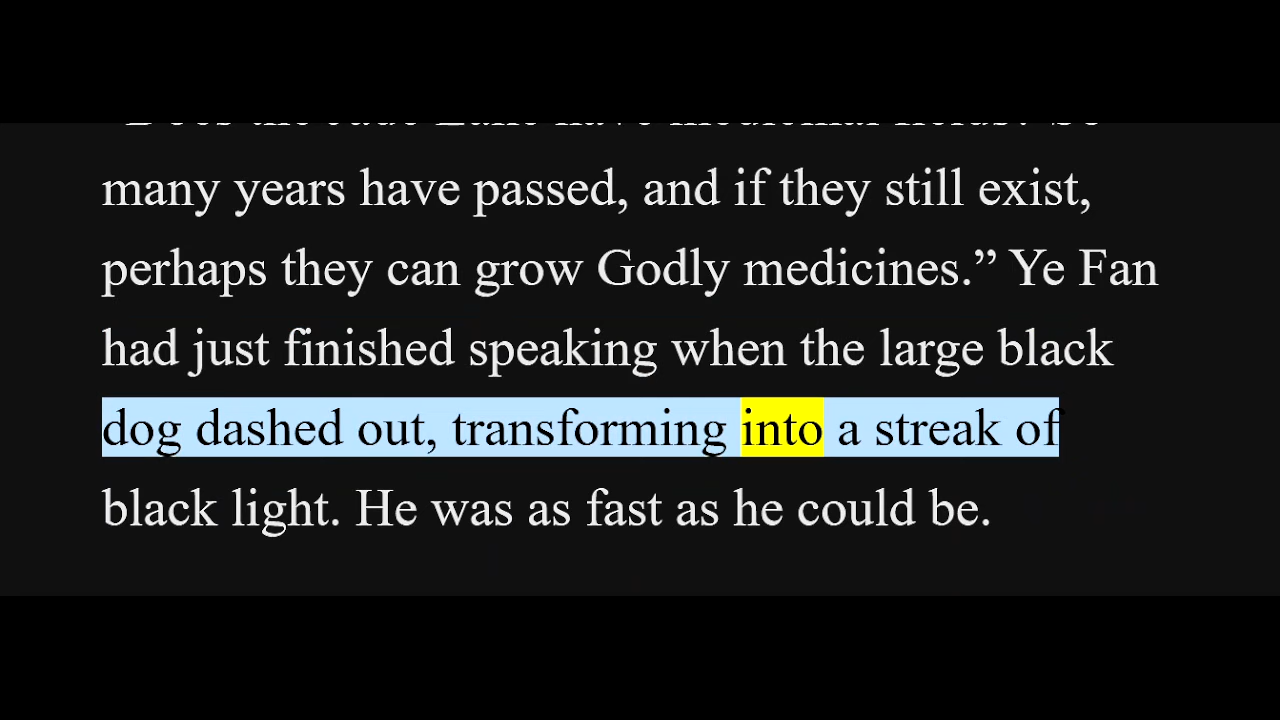 many years have passed, and if they still exist,
perhaps they can grow Godly medicines.” Ye Fan
had just finished speaking when the large black
dog dashed out, transforming into a streak of
black light. He was as fast as he could be.